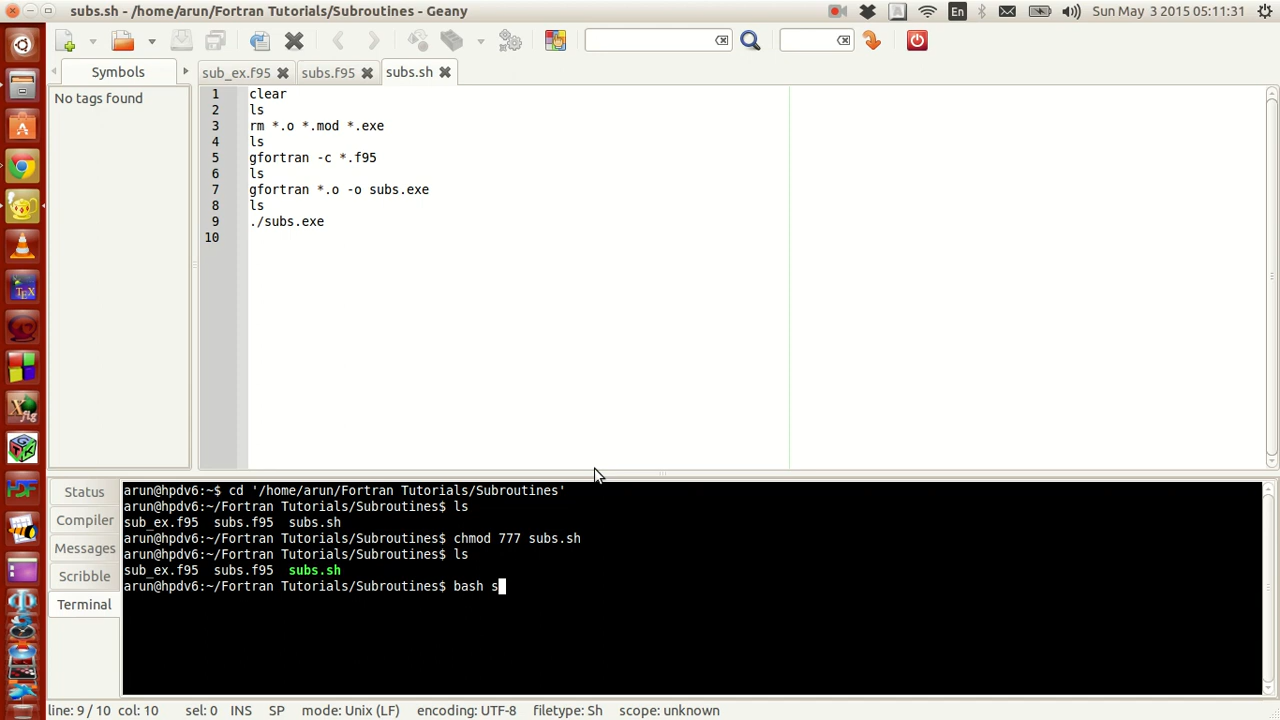 subs.sh - /home/arun/Fortran Tutorials/Subroutines - Geany
En
Sun May 3 2015 05:11:31
Symbols
sub_ex.f95
subs.f95
subs.sh
No tags found
1 clear
2 ls
3 rm *.o *.mod *.exe
4 ls
5 gfortran -c *.f95
6 ls
7 gfortran *.o -o subs.exe
8 ls
9 ./subs.exe
10
Status
Compiler
Messages
Scribble
Terminal
arun@hpdv6:~$ cd '/home/arun/Fortran Tutorials/Subroutines'
arun@hpdv6:~/Fortran Tutorials/Subroutines$ ls
sub_ex.f95  subs.f95  subs.sh
arun@hpdv6:~/Fortran Tutorials/Subroutines$ chmod 777 subs.sh
arun@hpdv6:~/Fortran Tutorials/Subroutines$ ls
sub_ex.f95  subs.f95  subs.sh
arun@hpdv6:~/Fortran Tutorials/Subroutines$ bash s
line: 9 / 10 col: 10 sel: 0 INS SP mode: Unix (LF) encoding: UTF-8 filetype: Sh scope: unknown